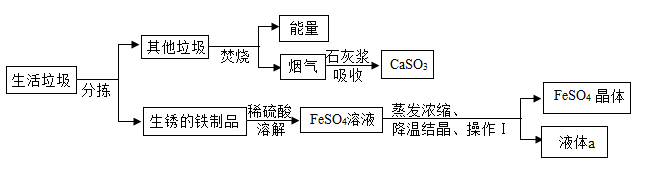 能量
其他垃圾
焚烧
烟气
石灰浆
吸收
CaSO3
生活垃圾
分拣
生锈的铁制品
稀硫酸
溶解
FeSO4溶液
蒸发浓缩、
降温结晶、操作Ⅰ
FeSO4 晶体
液体a